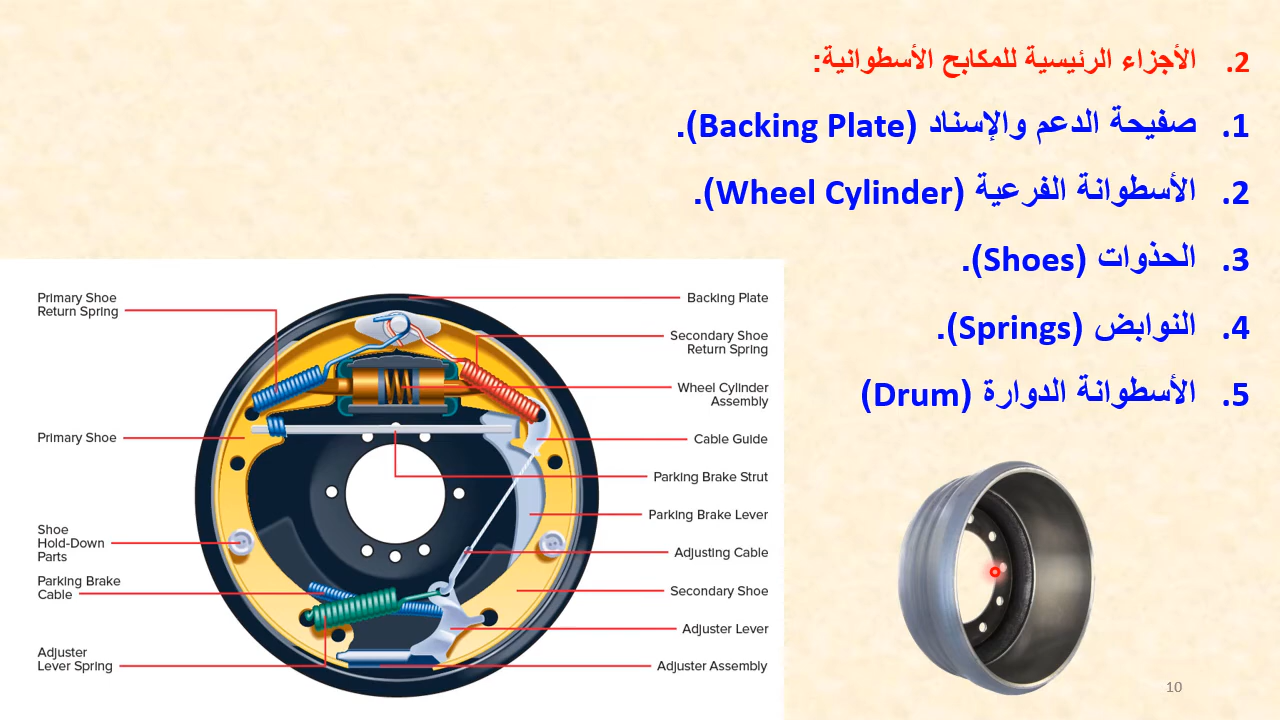 2. الأجزاء الرئيسية للمكابح الأسطوانية:
1. صفيحة الدعم والإسناد (Backing Plate).
2. الأسطوانة الفرعية (Wheel Cylinder).
3. الحذوات (Shoes).
4. النوابض (Springs).
5. الأسطوانة الدوارة (Drum)
Primary Shoe
Return Spring
Primary Shoe
Shoe
Hold-Down
Parts
Parking Brake
Cable
Adjuster
Lever Spring
Backing Plate
Secondary Shoe
Return Spring
Wheel Cylinder
Assembly
Cable Guide
Parking Brake Strut
Parking Brake Lever
Adjusting Cable
Secondary Shoe
Adjuster Lever
Adjuster Assembly
10